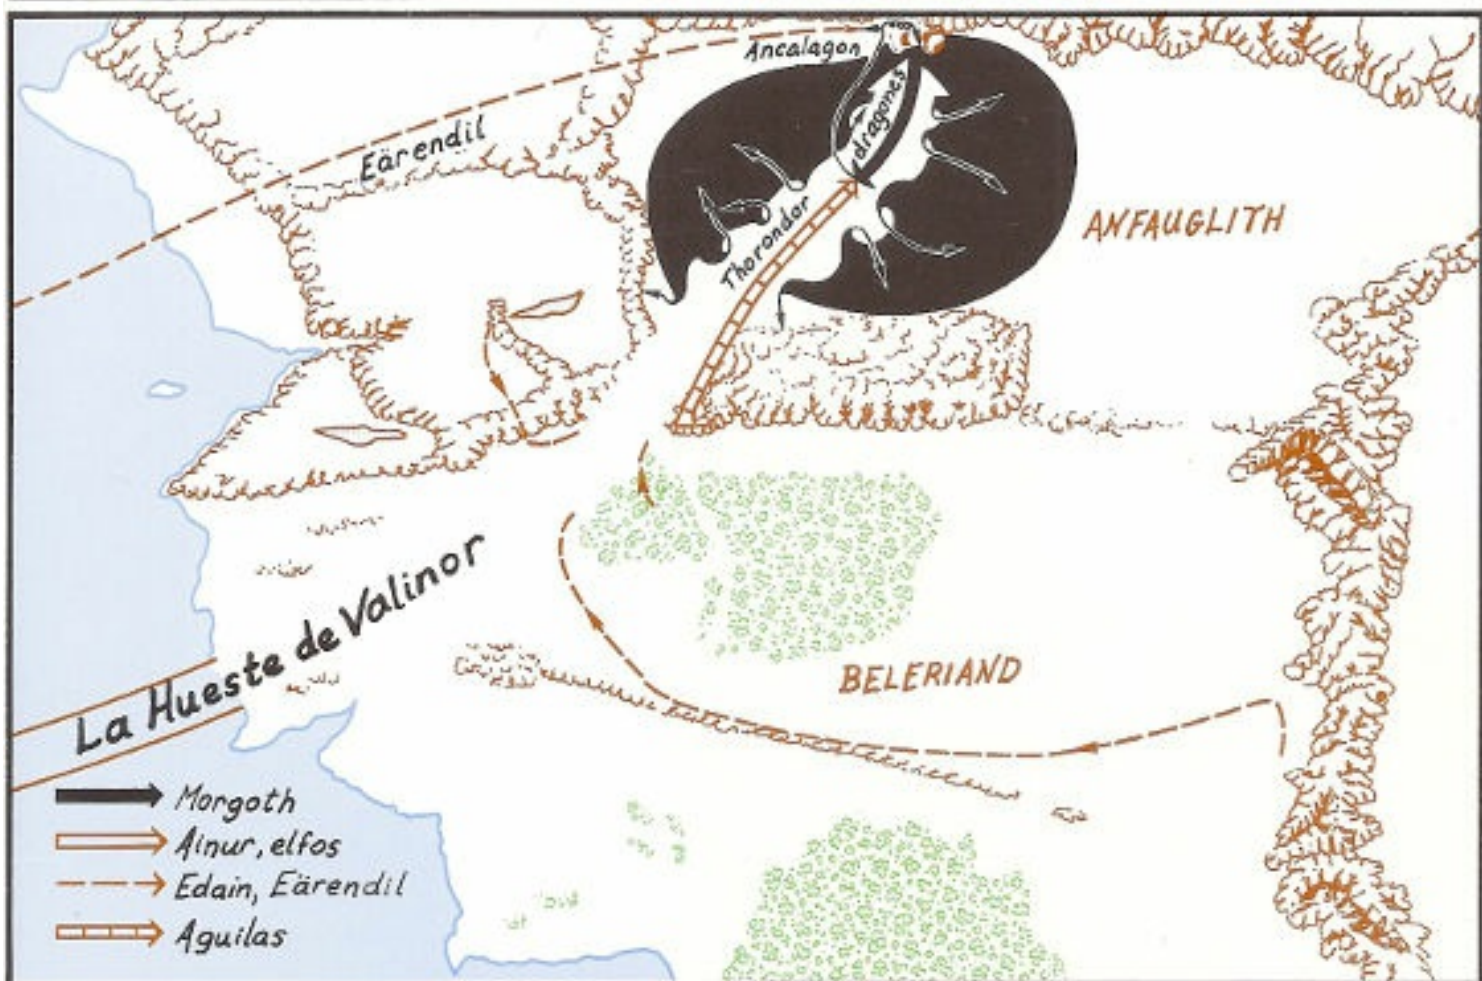 Ancalagon
Eärendil
dragones
Thorondor
ANFAUGLITH
La Hueste de Valinor
BELERIAND
Morgoth
Ainur, elfos
Edain, Eärendil
Aguilas